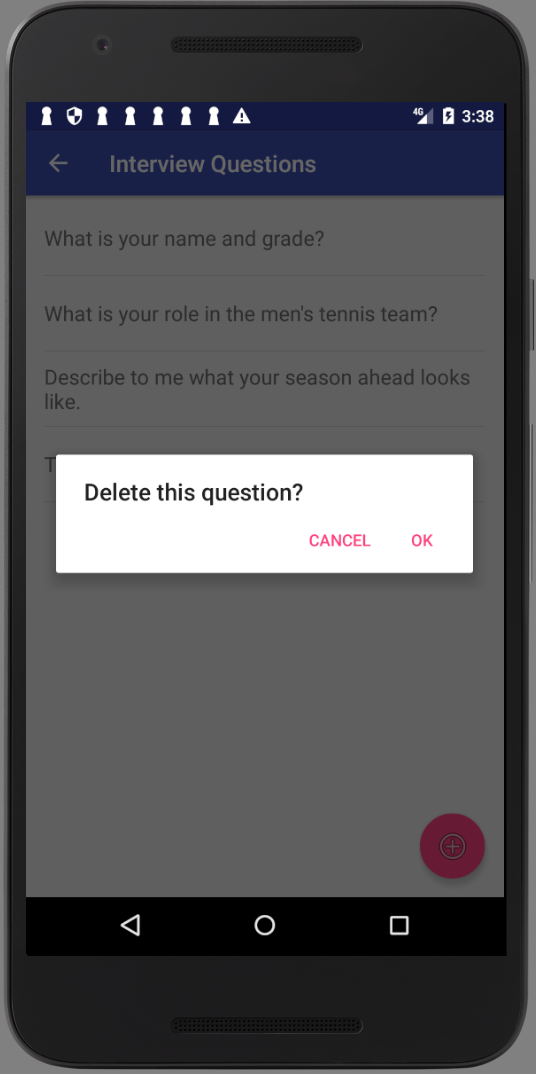 4G 3:38
Interview Questions
What is your name and grade?
What is your role in the men's tennis team?
Describe to me what your season ahead looks
like.
Delete this question?
CANCEL OK